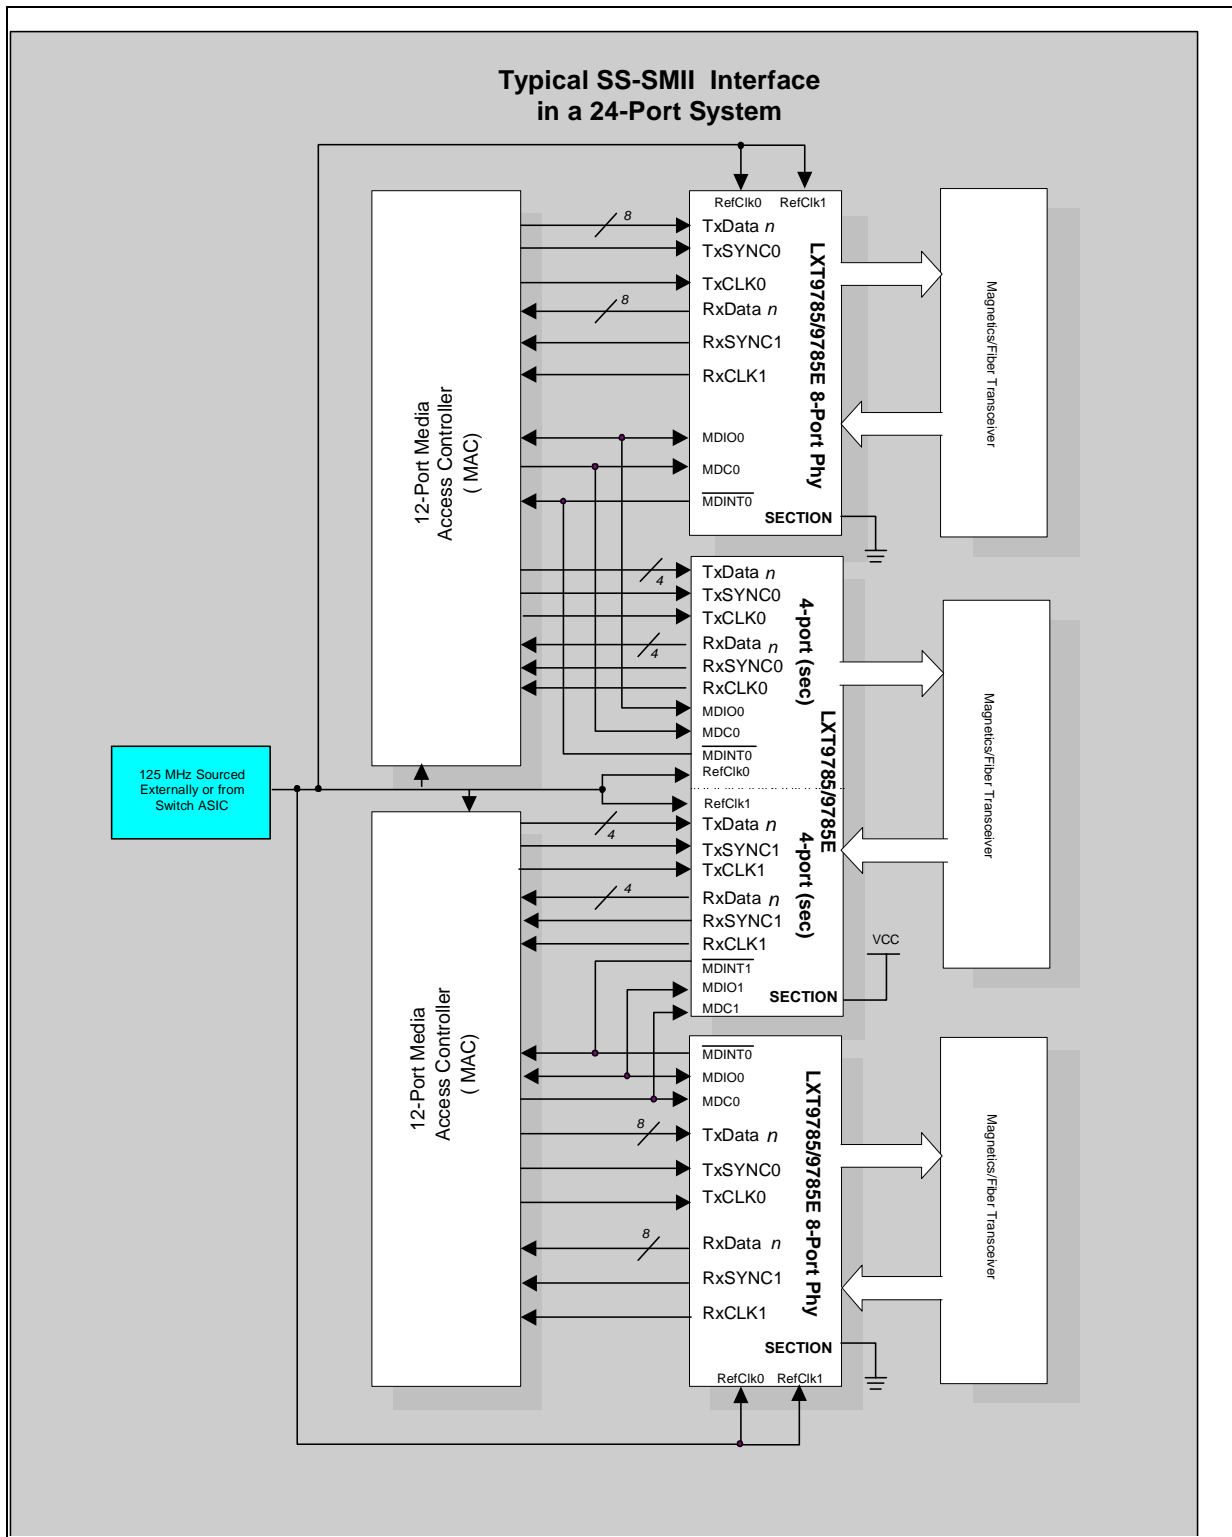 Typical SS-SMII Interface
in a 24-Port System
12-Port Media
Access Controller
( MAC)
RefClk0
RefClk1
8
TxData n
TxSYNC0
TxCLK0
8
RxData n
RxSYNC1
RxCLK1
MDIO0
MDC0
MDINT0
SECTION
LXT9785/9785E 8-Port Phy
Magnetics/Fiber Transceiver
4
TxData n
TxSYNC0
TxCLK0
4
RxData n
RxSYNC0
RxCLK0
MDIO0
MDC0
MDINT0
RefClk0
4-port (sec)
LXT9785/9785E
Magnetics/Fiber Transceiver
125 MHz Sourced
Externally or from
Switch ASIC
12-Port Media
Access Controller
( MAC)
RefClk1
4
TxData n
TxSYNC1
TxCLK1
4
RxData n
RxSYNC1
RxCLK1
MDINT1
MDIO1
MDC1
4-port (sec)
SECTION
VCC
MDINT0
MDIO0
MDC0
8
TxData n
TxSYNC0
TxCLK0
8
RxData n
RxSYNC1
RxCLK1
SECTION
RefClk0
RefClk1
LXT9785/9785E 8-Port Phy
Magnetics/Fiber Transceiver